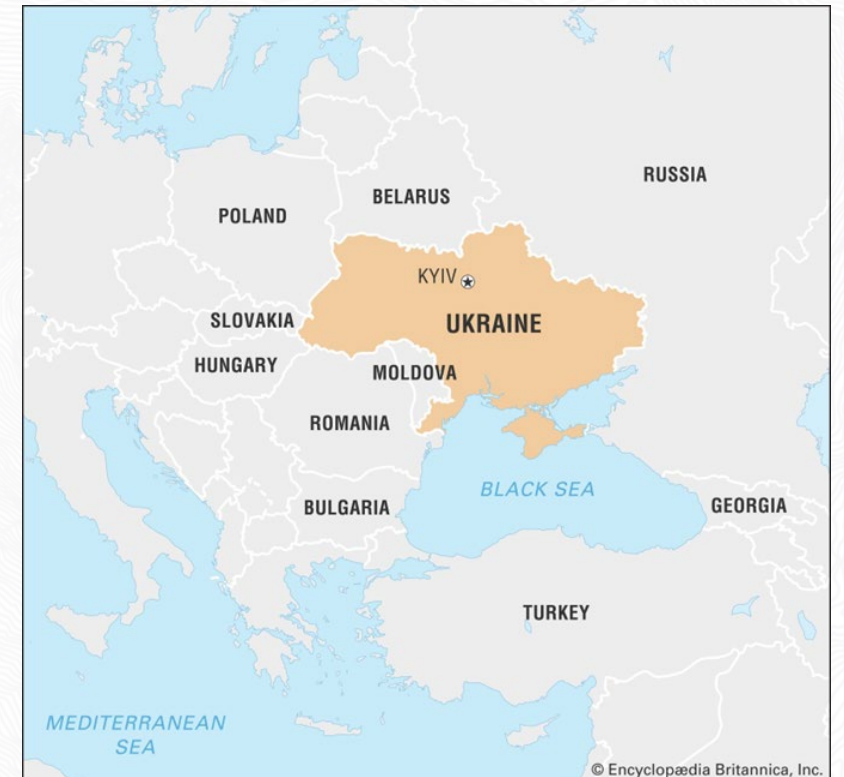 RUSSIA
BELARUS
POLAND
KYIV
SLOVAKIA
UKRAINE
HUNGARY
MOLDOVA
ROMANIA
BLACK SEA
BULGARIA
GEORGIA
TURKEY
MEDITERRANEAN
SEA
© Encyclopædia Britannica, Inc.